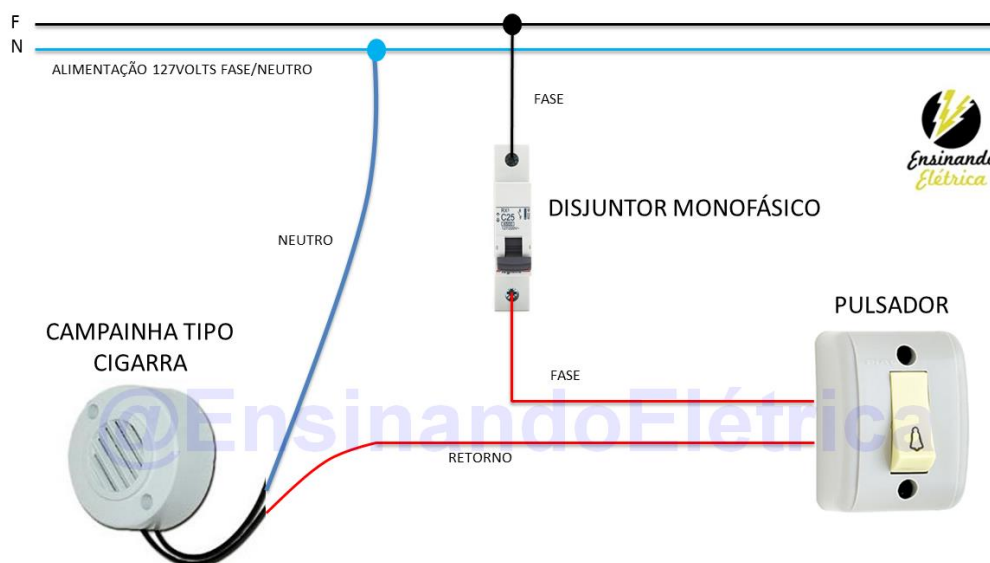 F
N
ALIMENTAÇÃO 127VOLTS FASE/NEUTRO
FASE
Ensinando
Elétrica
C25
DISJUNTOR MONOFÁSICO
NEUTRO
PULSADOR
CAMPAINHA TIPO
CIGARRA
FASE
@EnsinandoElétrica
RETORNO